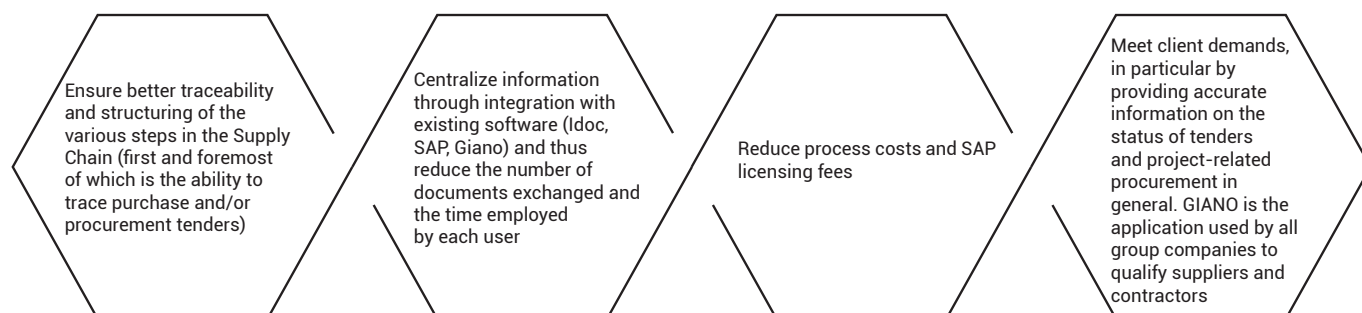 Ensure better traceability
and structuring of the
various steps in the Supply
Chain (first and foremost
of which is the ability to
trace purchase and/or
procurement tenders)
Centralize information
through integration with
existing software (Idoc,
SAP, Giano) and thus
reduce the number of
documents exchanged and
the time employed
by each user
Reduce process costs and SAP
licensing fees
Meet client demands,
in particular by
providing accurate
information on the
status of tenders
and project-related
procurement in
general. GIANO is the
application used by all
group companies to
qualify suppliers and
contractors